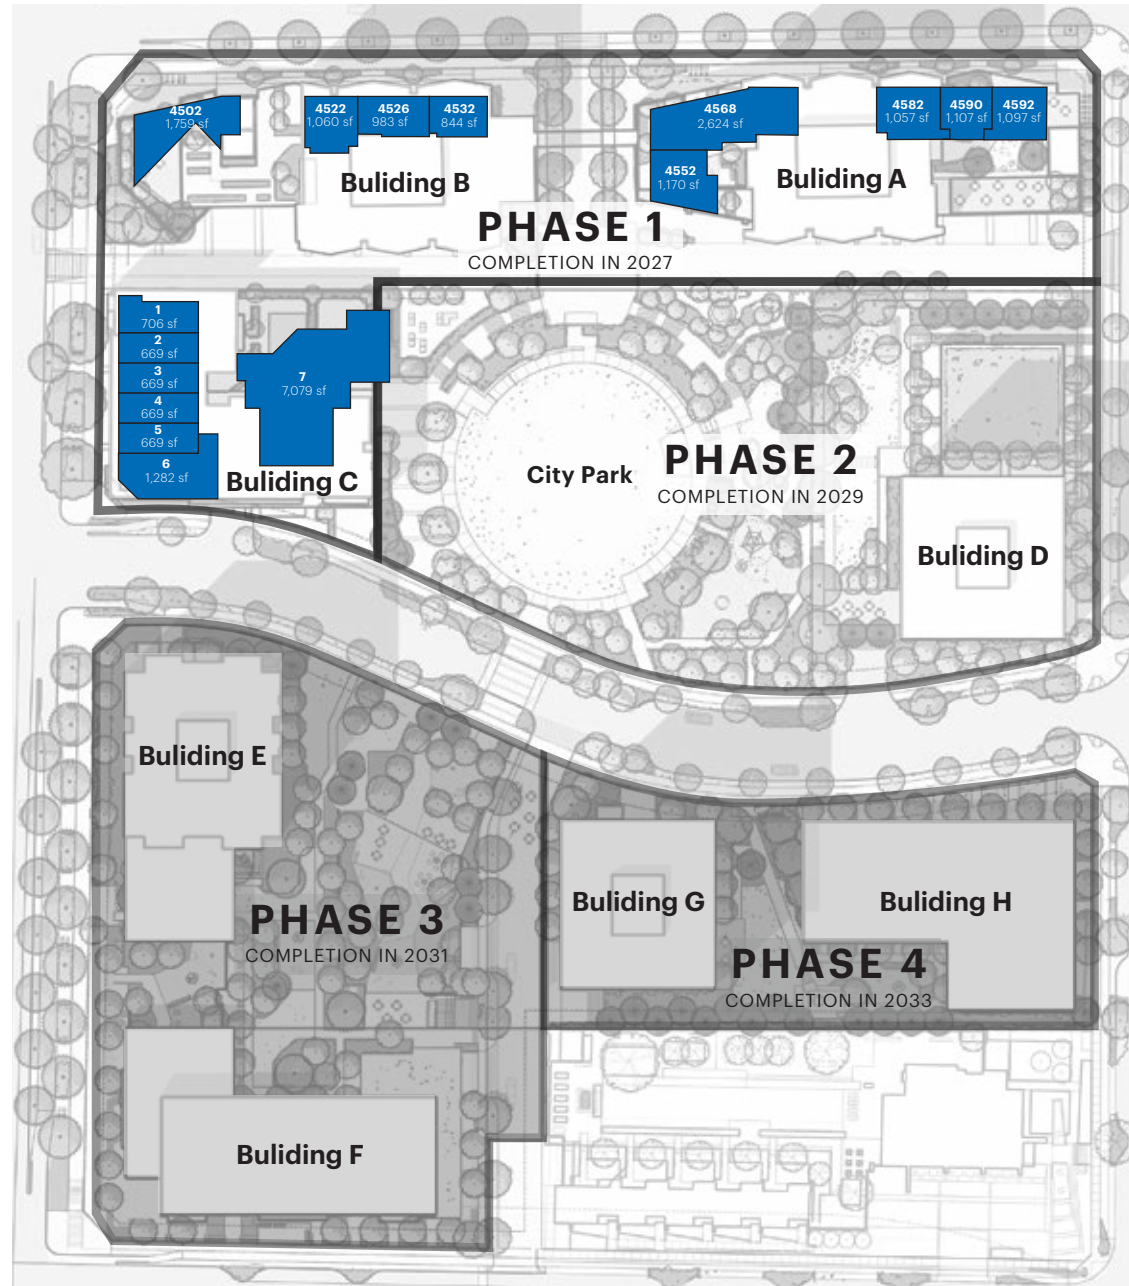 4502
1,759 sf
4522
1,060 sf
4526
983 sf
4532
844 sf
4568
2,624 sf
4582
1,057 sf
4590
1,107 sf
4592
1,097 sf
4552
1,170 sf
Buliding B
Buliding A
PHASE 1
COMPLETION IN 2027
1
706 sf
2
669 sf
3
669 sf
4
669 sf
5
669 sf
6
1,282 sf
7
7,079 sf
Buliding C
City Park
PHASE 2
COMPLETION IN 2029
Buliding D
Buliding E
PHASE 3
COMPLETION IN 2031
Buliding G
Buliding H
PHASE 4
COMPLETION IN 2033
Buliding F